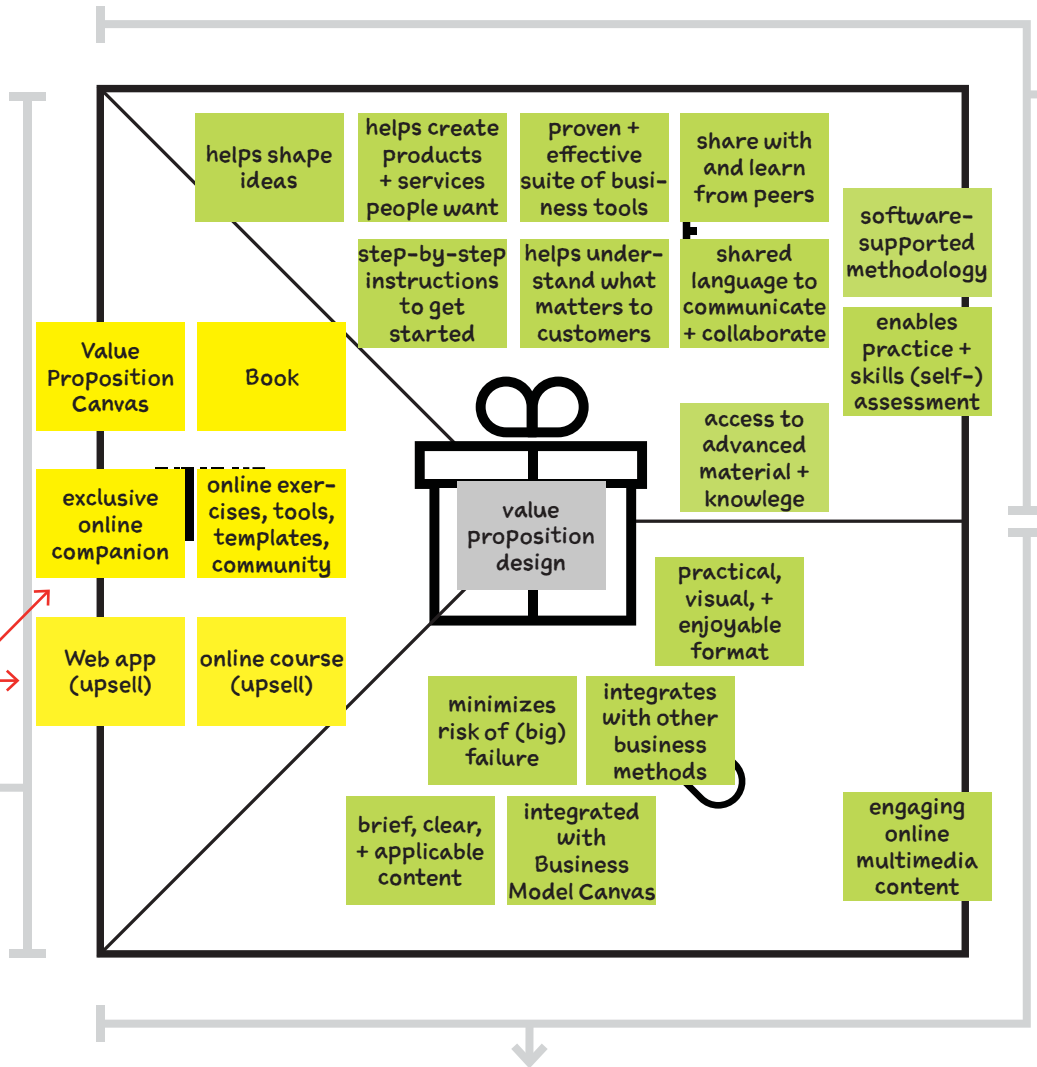 helps shape
ideas
helps create
products
+ services
people want
proven +
effective
suite of busi-
ness tools
share with
and learn
from peers
software-
supported
methodology
step-by-step
instructions
to get
started
helps under-
stand what
matters to
customers
shared
language to
communicate
+ collaborate
enables
practice +
skills (self-)
assessment
Value
Proposition
Canvas
Book
access to
advanced
material +
knowlege
exclusive
online
companion
online exer-
cises, tools,
templates,
community
value
proposition
design
practical,
visual, +
enjoyable
format
Web app
(upsell)
online course
(upsell)
minimizes
risk of (big)
failure
integrates
with other
business
methods
brief, clear,
+ applicable
content
integrated
with
Business
Model Canvas
engaging
online
multimedia
content